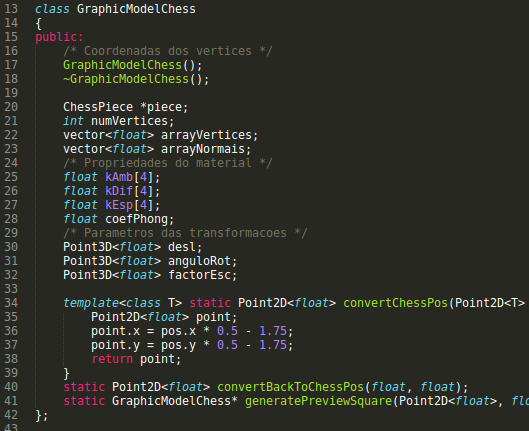 13 class GraphicModelChess
14 {
15 public:
16 /* Coordenadas dos vertices */
17 GraphicModelChess();
18 ~GraphicModelChess();
19
20 ChessPiece *piece;
21 int numVertices;
22 vector<float> arrayVertices;
23 vector<float> arrayNormais;
24 /* Propriedades do material */
25 float kAmb[4];
26 float kDif[4];
27 float kEsp[4];
28 float coefPhong;
29 /* Parametros das transformacoes */
30 Point3D<float> desl;
31 Point3D<float> anguloRot;
32 Point3D<float> factorEsc;
33
34 template<class T> static Point2D<float> convertChessPos(Point2D<T>
35 Point2D<float> point;
36 point.x = pos.x * 0.5 - 1.75;
37 point.y = pos.y * 0.5 - 1.75;
38 return point;
39 }
40 static Point2D<float> convertBackToChessPos(float, float);
41 static GraphicModelChess* generatePreviewSquare(Point2D<float>, flo
42 };
43